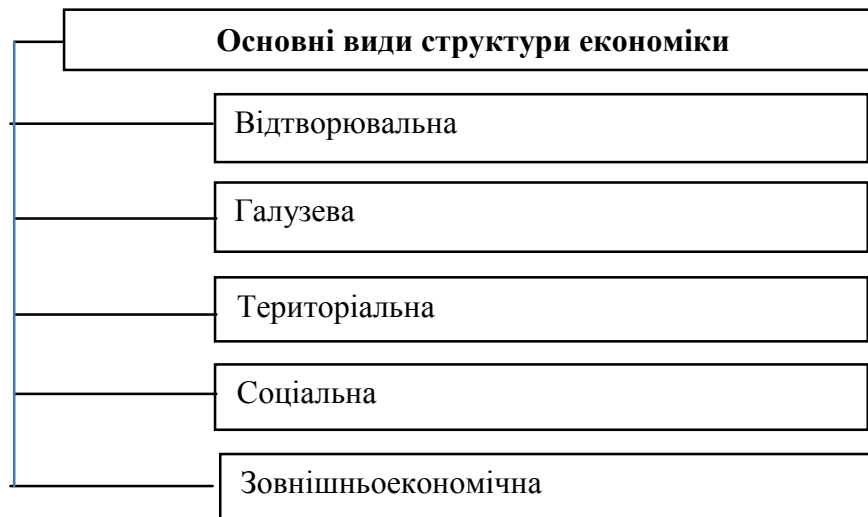 Основні види структури економіки
Відтворювальна
Галузева
Територіальна
Соціальна
Зовнішньоекономічна